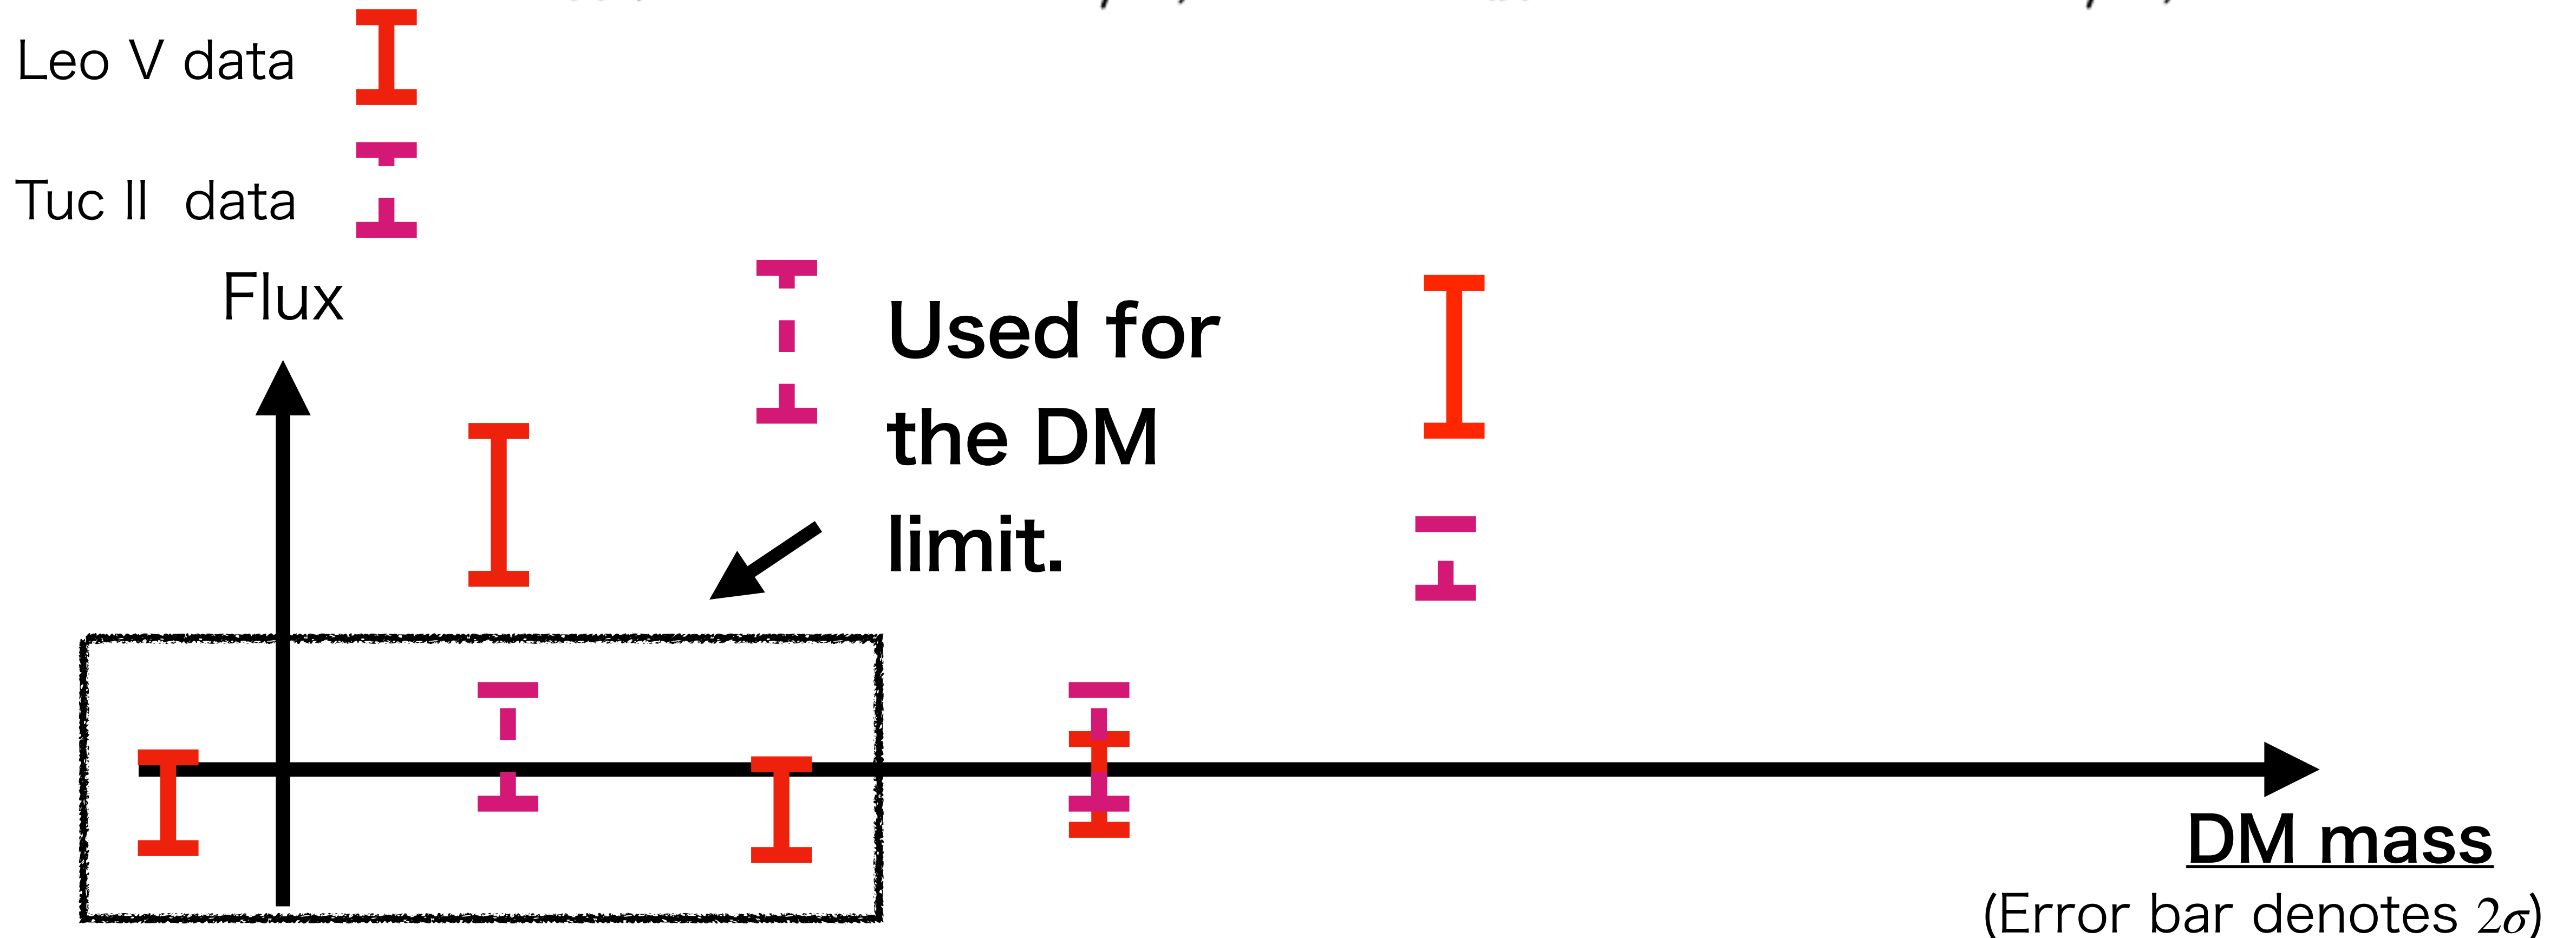 Leo V data
Tuc II data
Flux
Used for
the DM
limit.
DM mass
(Error bar denotes 2σ)